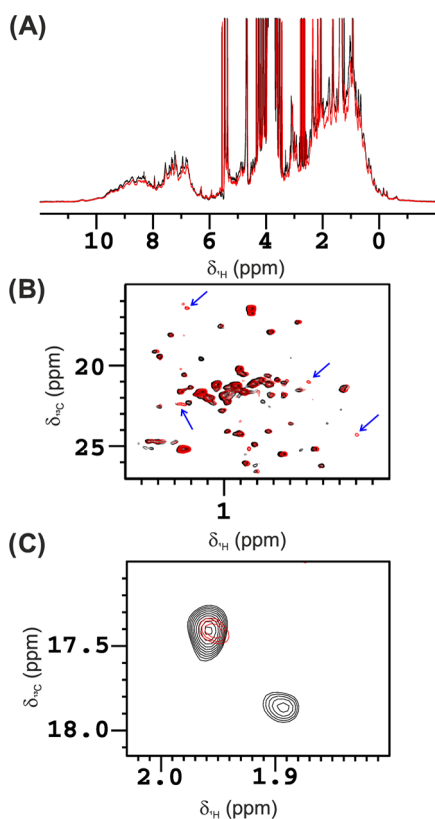 (A)
10 8 6 4 2 0
δ¹H (ppm)
(B)
20
25
δ¹³C (ppm)
1
δ¹H (ppm)
(C)
17.5
18.0
δ¹³C (ppm)
2.0 1.9
δ¹H (ppm)